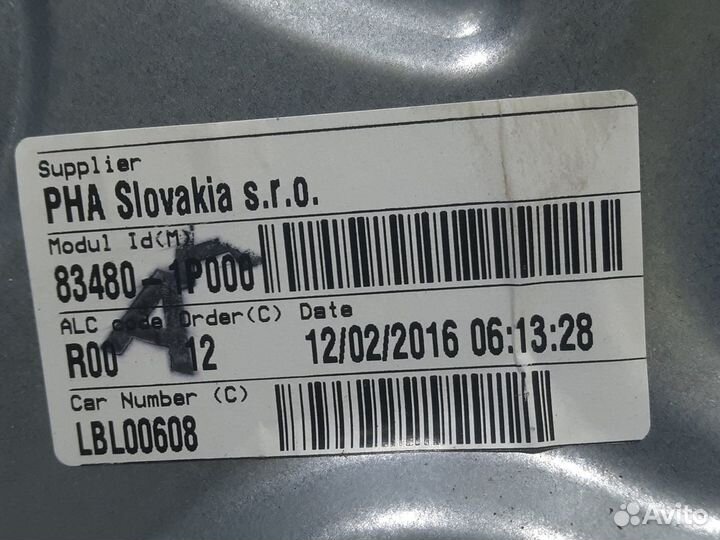 Supplier
PHA Slovakia s.r.o.
Modul Id(M)
83480-1P000
ALC code Order(C) Date
R00 12 12/02/2016 06:13:28
Car Number (C)
LBL00608
Avito